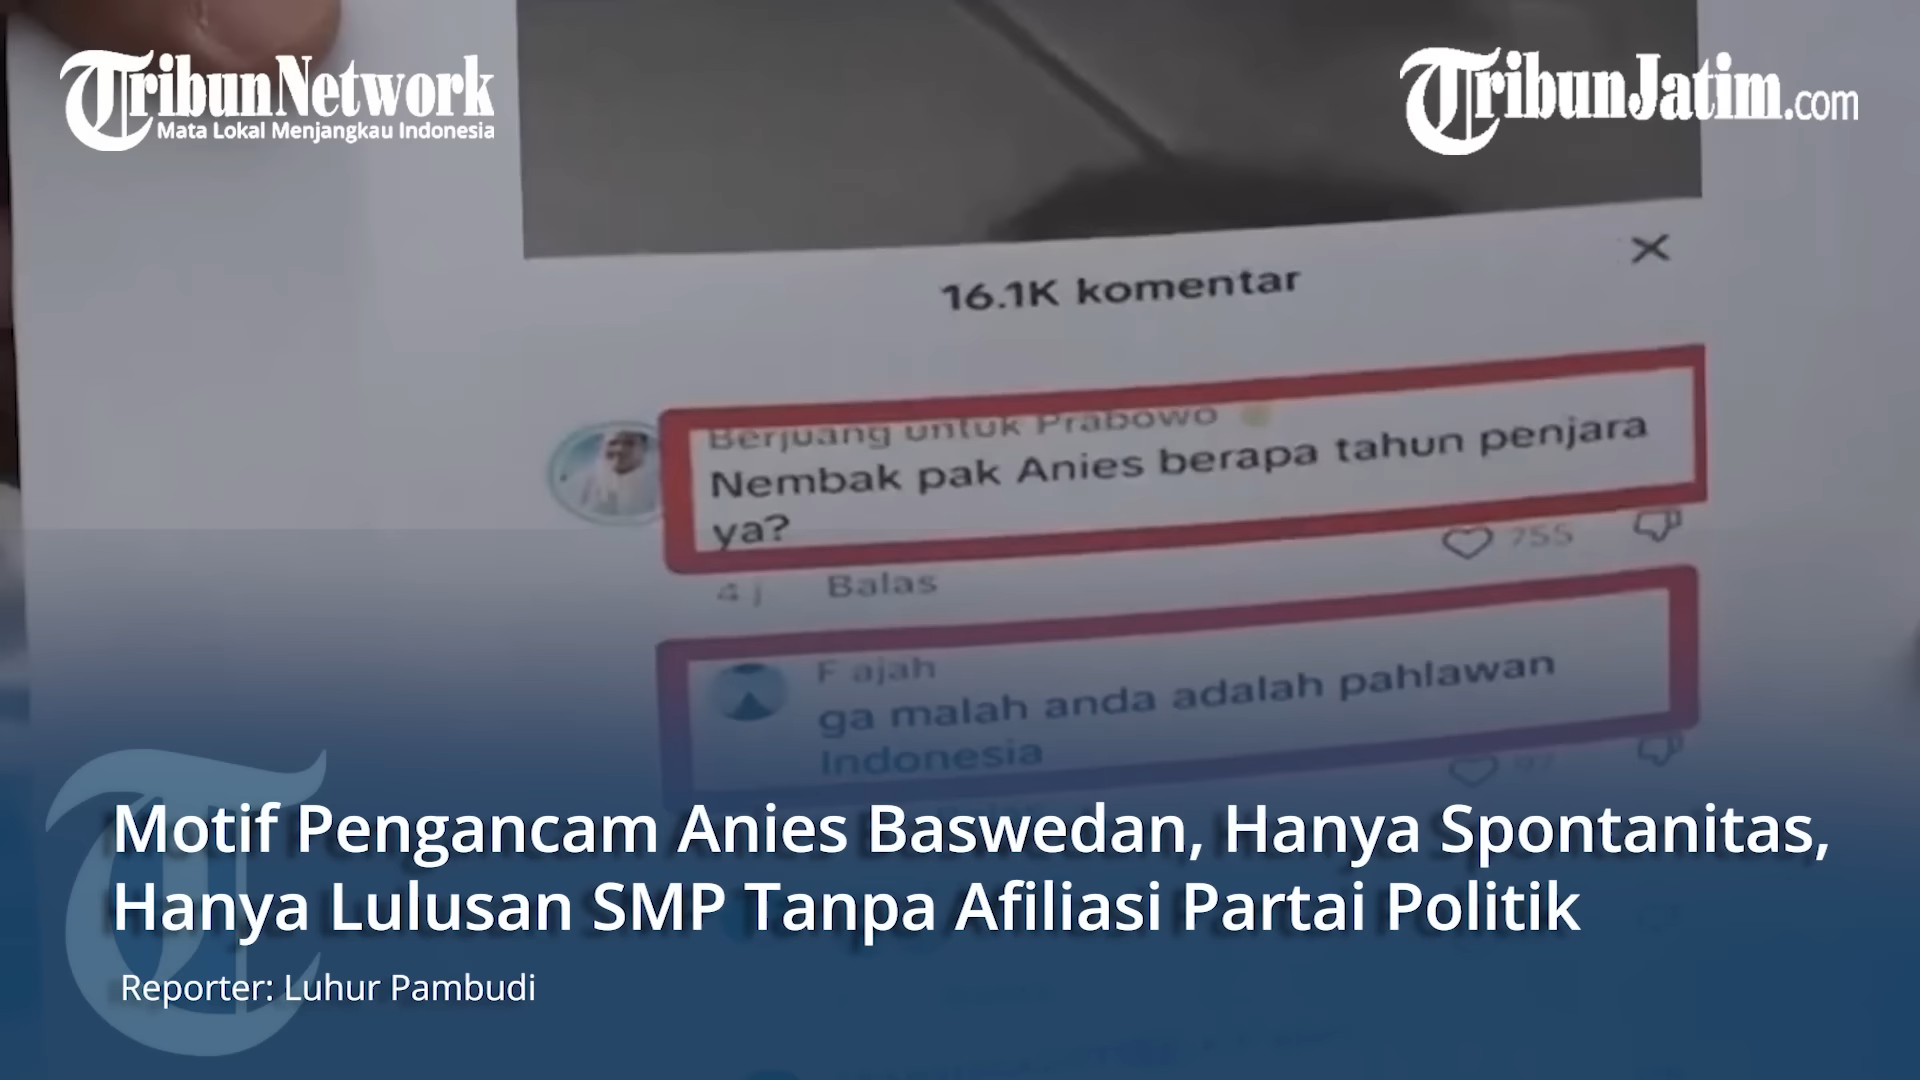 TribunNetwork
Mata Lokal Menjangkau Indonesia
TribunJatim.com
16.1K komentar
Berjuang untuk Prabowo
Nembak pak Anies berapa tahun penjara
ya?
4 j Balas 755
F ajah
ga malah anda adalah pahlawan
Indonesia
97
Motif Pengancam Anies Baswedan, Hanya Spontanitas,
Hanya Lulusan SMP Tanpa Afiliasi Partai Politik
Reporter: Luhur Pambudi